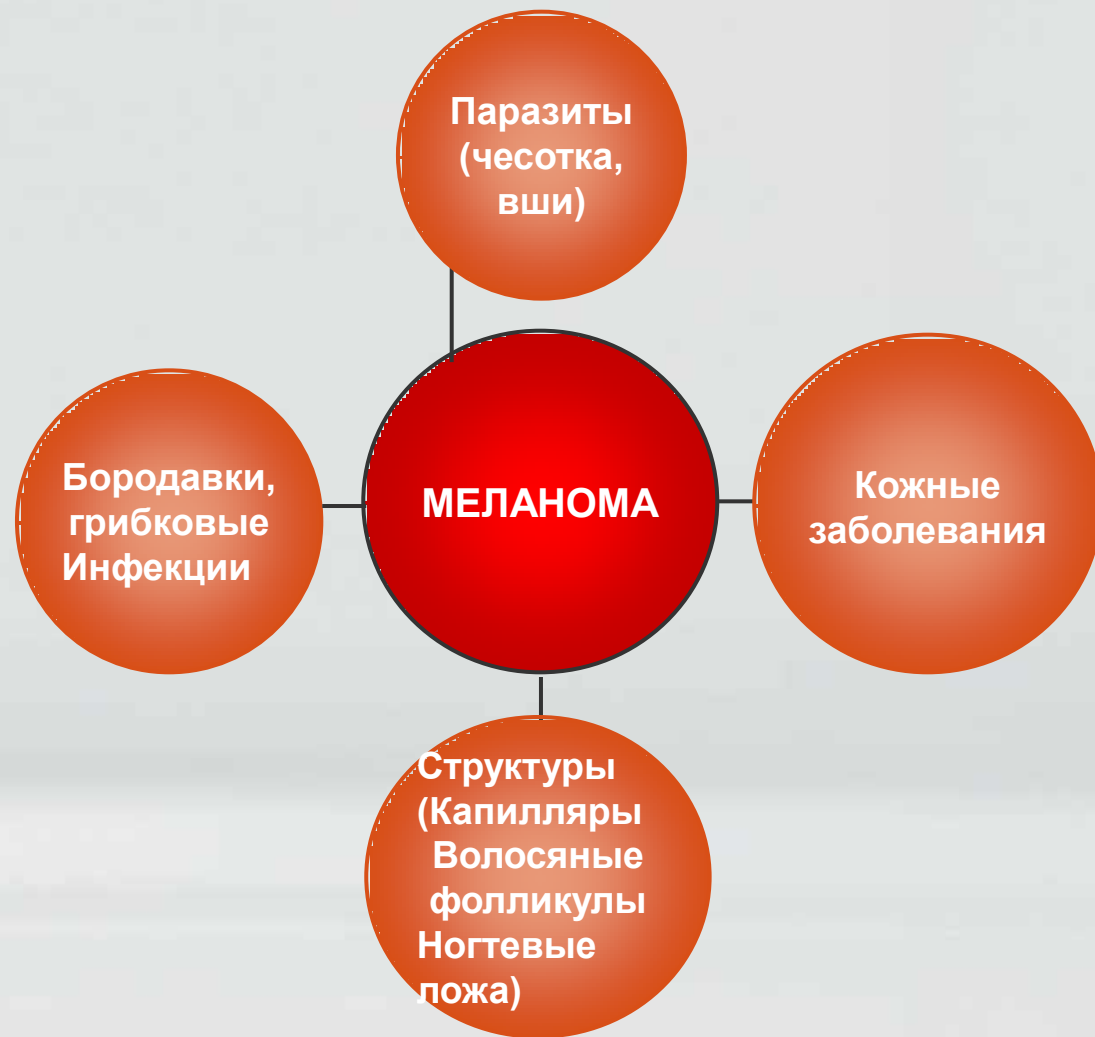 Паразиты
(чесотка,
вши)
Бородавки,
грибковые
Инфекции
МЕЛАНОМА
Кожные
заболевания
Структуры
(Капилляры
Волосяные
фолликулы
Ногтевые
ложа)